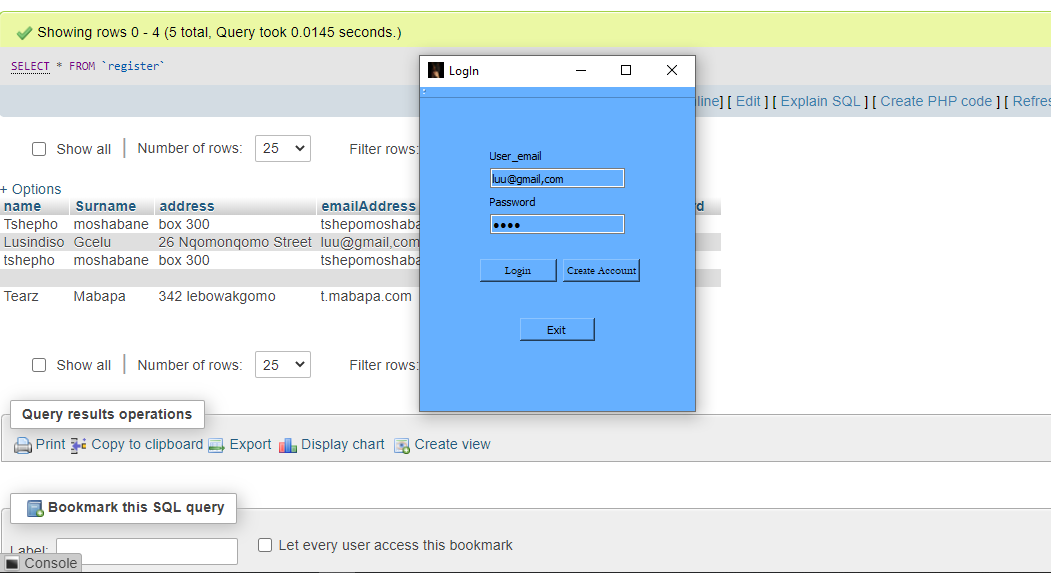 Showing rows 0 - 4 (5 total, Query took 0.0145 seconds.)
SELECT * FROM `register`
line] [ Edit ] [ Explain SQL ] [ Create PHP code ] [ Refres
Show all | Number of rows: 25 Filter rows:
+ Options
name Surname address emailAddress rd
Tshepho moshabane box 300 tshepomoshaba
Lusindiso Gcelu 26 Nqomonqomo Street luu@gmail,com
tshepho moshabane box 300 tshepomoshaba
Tearz Mabapa 342 lebowakgomo t.mabapa.com
Show all | Number of rows: 25 Filter rows:
Query results operations
Print Copy to clipboard Export Display chart Create view
Bookmark this SQL query
Label: Let every user access this bookmark
Console
LogIn
User_email
luu@gmail,com
Password
••••
Login Create Account
Exit